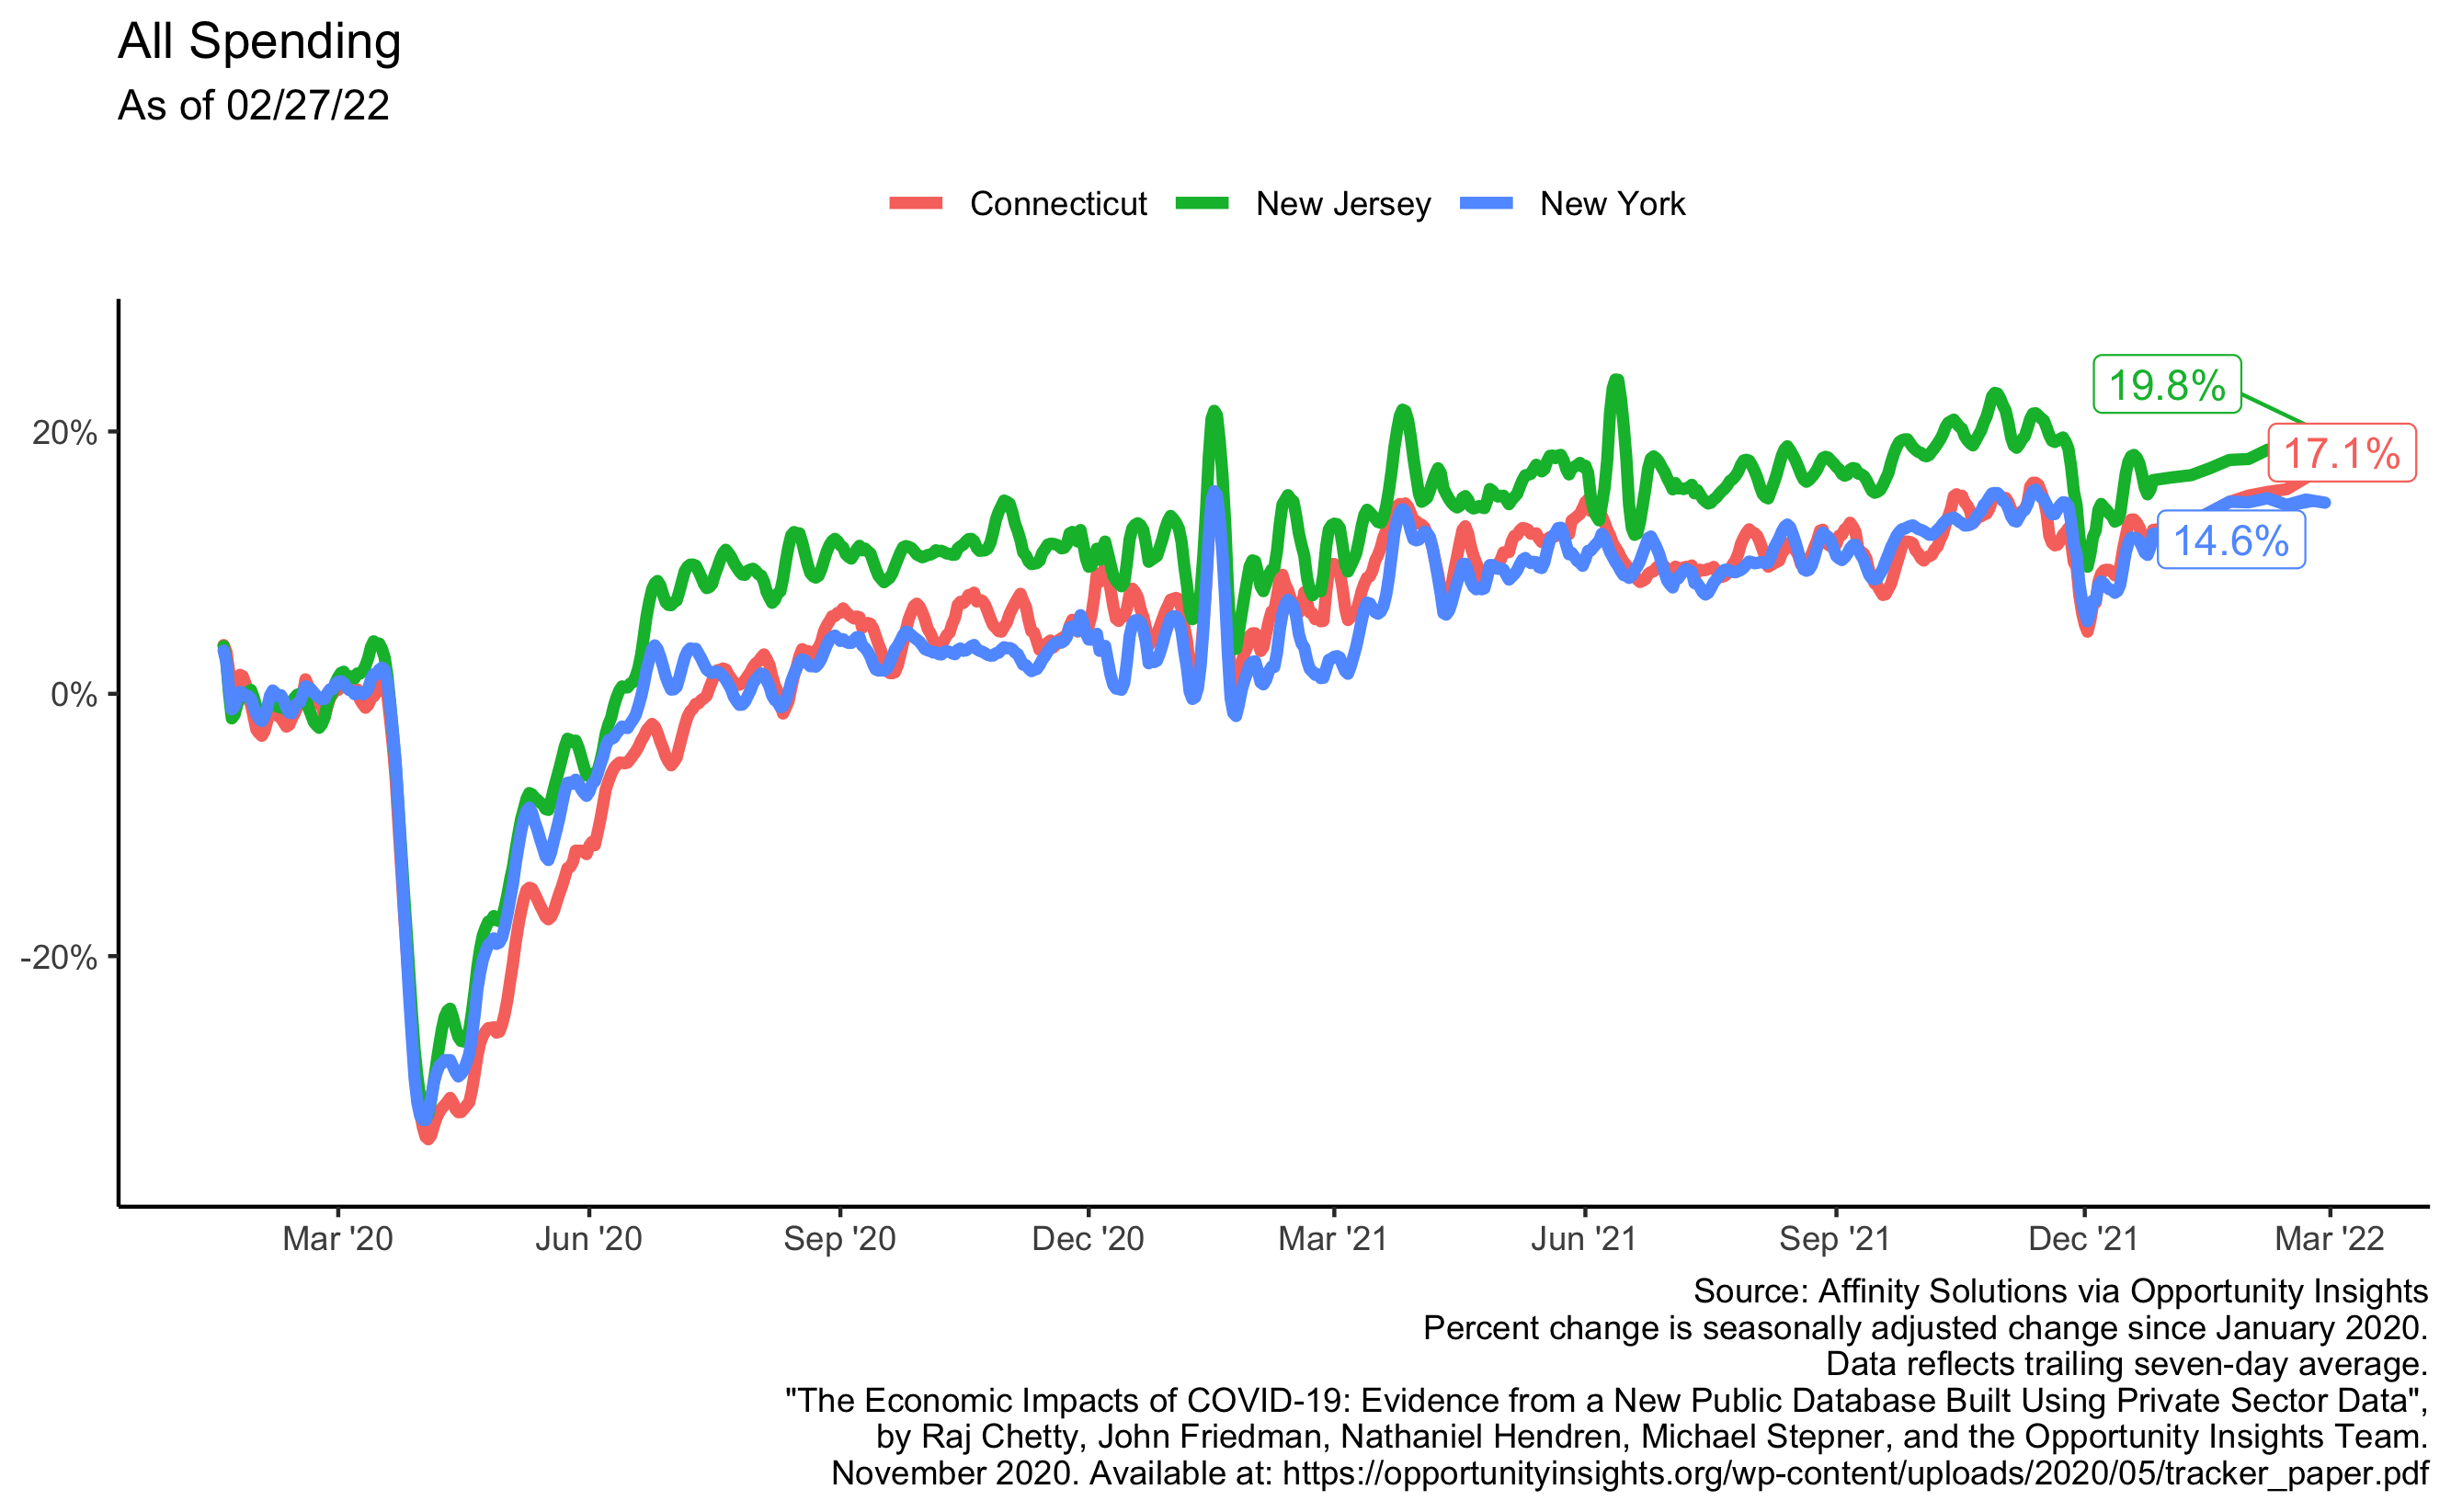 All Spending
As of 02/27/22
Connecticut New Jersey New York
19.8%
20%
17.1%
14.6%
0%
-20%
Mar '20 Jun '20 Sep '20 Dec '20 Mar '21 Jun '21 Sep '21 Dec '21 Mar '22
Source: Affinity Solutions via Opportunity Insights
Percent change is seasonally adjusted change since January 2020.
Data reflects trailing seven-day average.
"The Economic Impacts of COVID-19: Evidence from a New Public Database Built Using Private Sector Data",
by Raj Chetty, John Friedman, Nathaniel Hendren, Michael Stepner, and the Opportunity Insights Team.
November 2020. Available at: https://opportunityinsights.org/wp-content/uploads/2020/05/tracker_paper.pdf